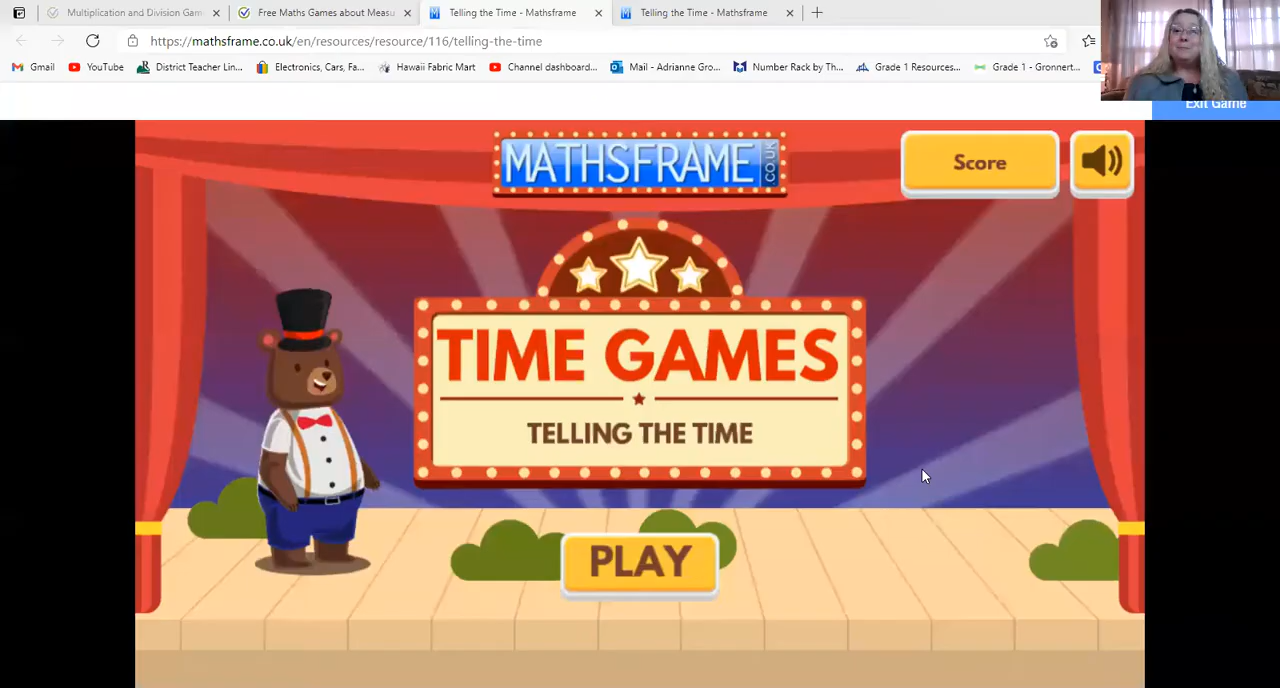 Multiplication and Division Gam
Free Maths Games about Measu
Telling the Time - Mathsframe
Telling the Time - Mathsframe
https://mathsframe.co.uk/en/resources/resource/116/telling-the-time
Gmail
YouTube
District Teacher Lin...
Electronics, Cars, Fa...
Hawaii Fabric Mart
Channel dashboard...
Mail - Adrianne Gro...
Number Rack by Th...
Grade 1 Resources...
Grade 1 - Gronnert...
Exit Game
MATHSFRAME.CO.UK
Score
TIME GAMES
TELLING THE TIME
PLAY